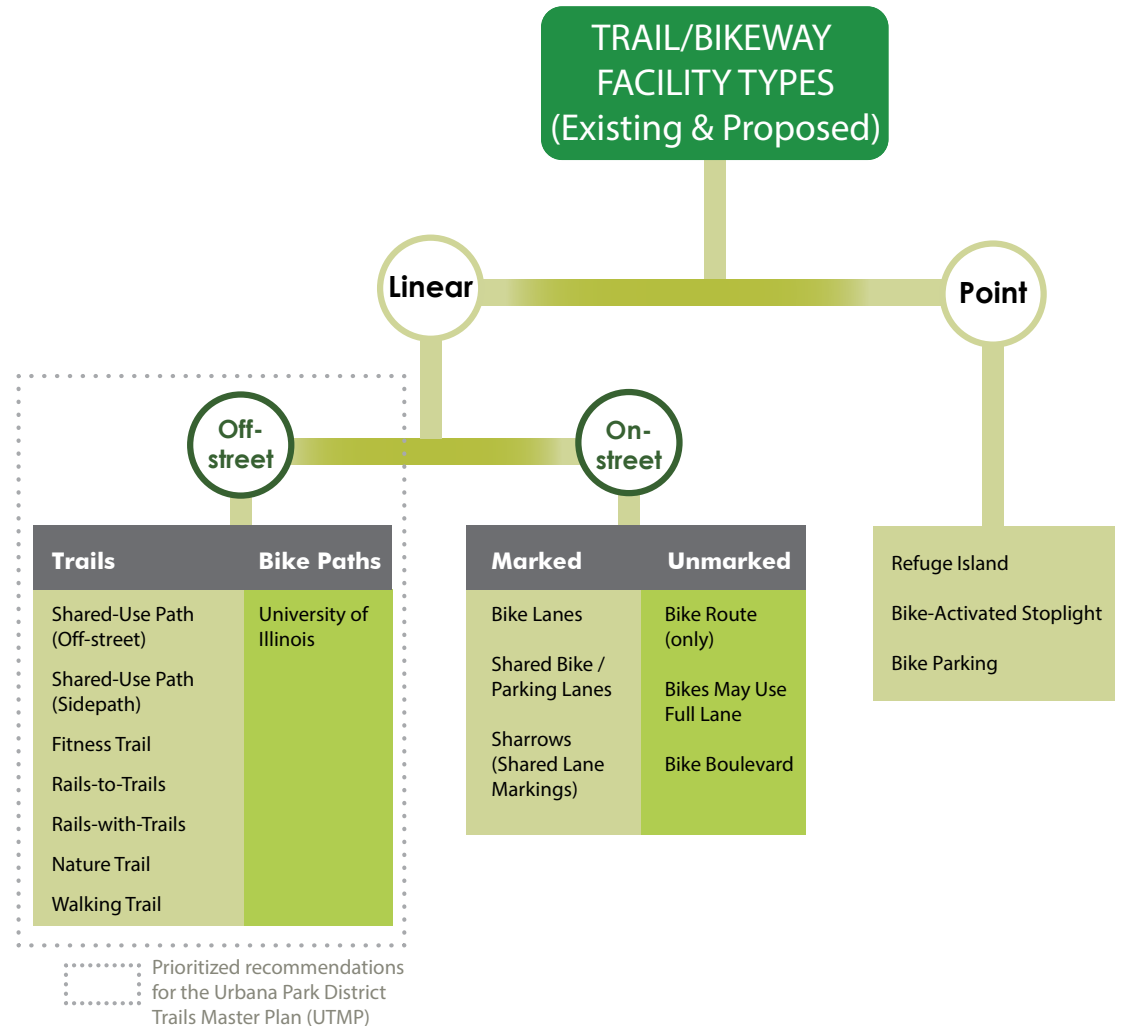 TRAIL/BIKEWAY
FACILITY TYPES
(Existing & Proposed)
Linear
Point
Off-
street
On-
street
Trails
Bike Paths
Shared-Use Path
(Off-street)
Shared-Use Path
(Sidepath)
Fitness Trail
Rails-to-Trails
Rails-with-Trails
Nature Trail
Walking Trail
University of
Illinois
Marked
Unmarked
Bike Lanes
Shared Bike /
Parking Lanes
Sharrows
(Shared Lane
Markings)
Bike Route
(only)
Bikes May Use
Full Lane
Bike Boulevard
Refuge Island
Bike-Activated Stoplight
Bike Parking
Prioritized recommendations
for the Urbana Park District
Trails Master Plan (UTMP)